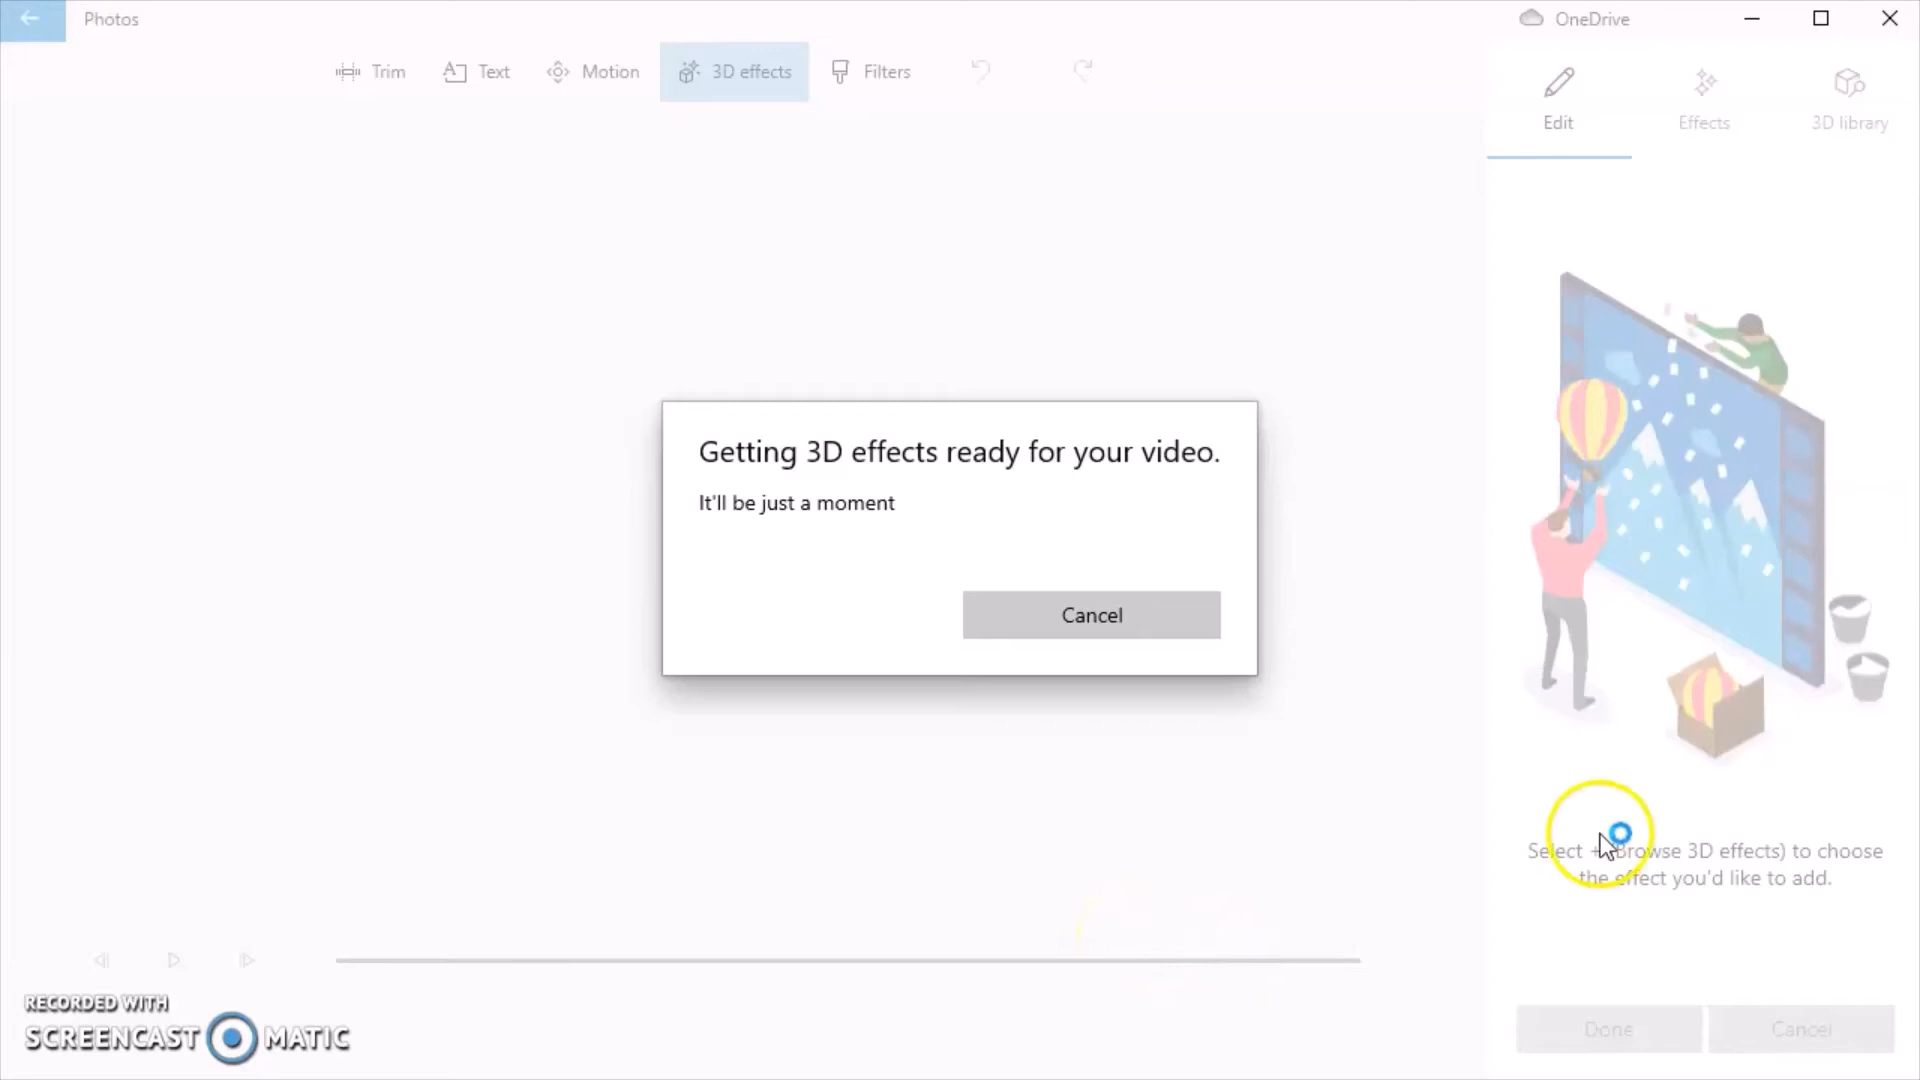 Photos
OneDrive
Trim
Text
Motion
3D effects
Filters
Edit
Effects
3D library
Getting 3D effects ready for your video.
It'll be just a moment
Cancel
Select + (Browse 3D effects) to choose
the effect you'd like to add.
RECORDED WITH
SCREENCAST MATIC
Done
Cancel